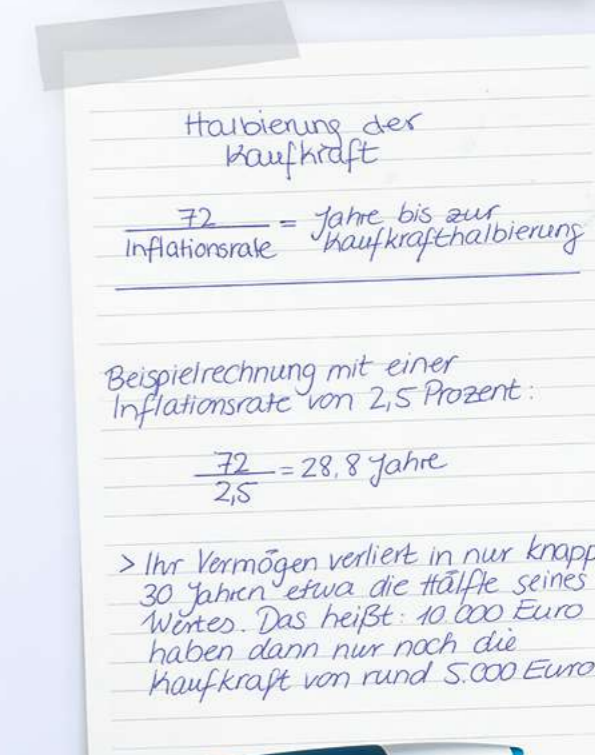 Halbierung der
Kaufkraft
72
Inflationsrate
= Jahre bis zur
Kaufkrafthalbierung
Beispielrechnung mit einer
Inflationsrate von 2,5 Prozent:
72
2,5
= 28,8 Jahre
> Ihr Vermögen verliert in nur knapp
30 Jahren etwa die Hälfte seines
Wertes. Das heißt: 10.000 Euro
haben dann nur noch die
Kaufkraft von rund 5.000 Euro